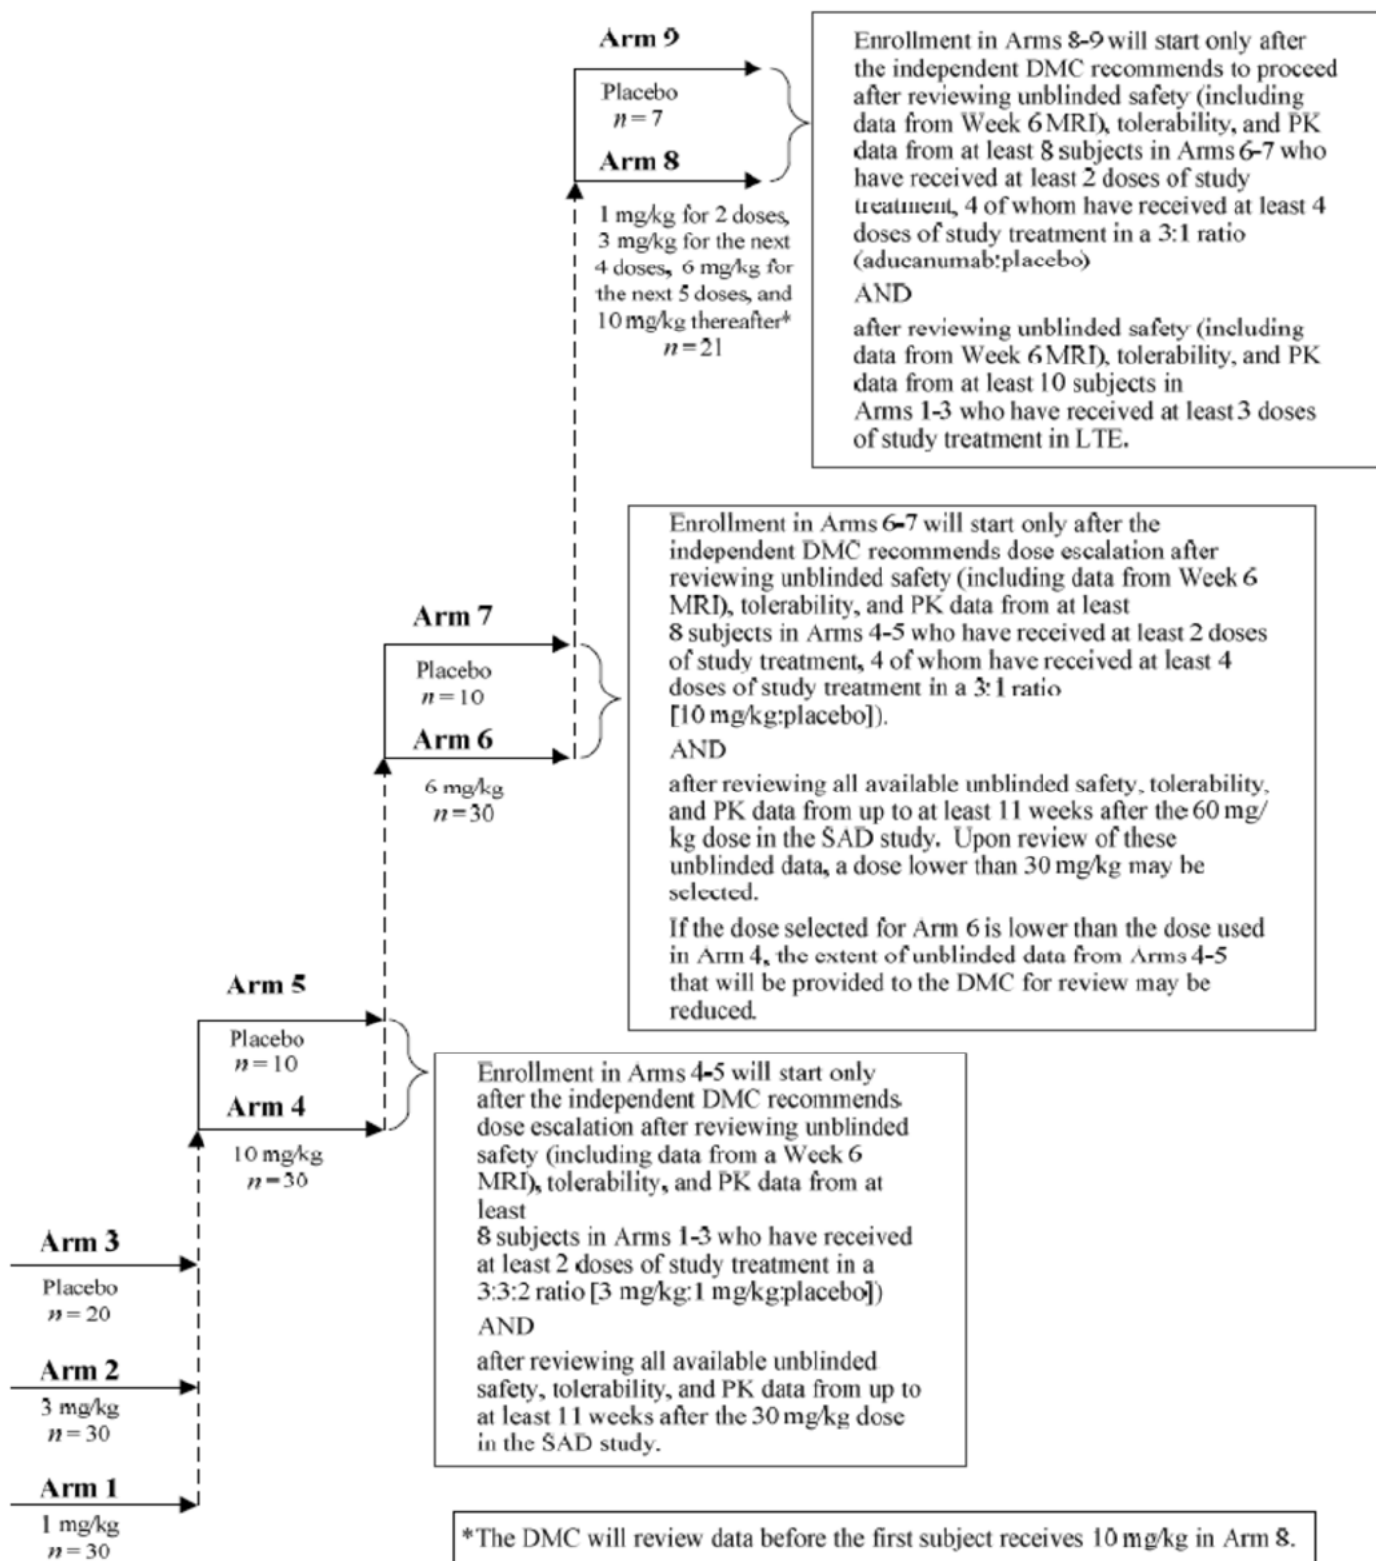 Arm 9
Placebo
n = 7
Arm 8
1 mg/kg for 2 doses,
3 mg/kg for the next
4 doses, 6 mg/kg for
the next 5 doses, and
10 mg/kg thereafter*
n = 21
Enrollment in Arms 8-9 will start only after
the independent DMC recommends to proceed
after reviewing unblinded safety (including
data from Week 6 MRI), tolerability, and PK
data from at least 8 subjects in Arms 6-7 who
have received at least 2 doses of study
treatment, 4 of whom have received at least 4
doses of study treatment in a 3:1 ratio
(aducanumab:placebo)
AND
after reviewing unblinded safety (including
data from Week 6 MRI), tolerability, and PK
data from at least 10 subjects in
Arms 1-3 who have received at least 3 doses
of study treatment in LTE.
Arm 7
Placebo
n = 10
Arm 6
6 mg/kg
n = 30
Enrollment in Arms 6-7 will start only after the
independent DMC recommends dose escalation after
reviewing unblinded safety (including data from Week 6
MRI), tolerability, and PK data from at least
8 subjects in Arms 4-5 who have received at least 2 doses
of study treatment, 4 of whom have received at least 4
doses of study treatment in a 3:1 ratio
[10 mg/kg:placebo]).
AND
after reviewing all available unblinded safety, tolerability,
and PK data from up to at least 11 weeks after the 60 mg/
kg dose in the SAD study. Upon review of these
unblinded data, a dose lower than 30 mg/kg may be
selected.
If the dose selected for Arm 6 is lower than the dose used
in Arm 4, the extent of unblinded data from Arms 4-5
that will be provided to the DMC for review may be
reduced.
Arm 5
Placebo
n = 10
Arm 4
10 mg/kg
n = 30
Enrollment in Arms 4-5 will start only
after the independent DMC recommends
dose escalation after reviewing unblinded
safety (including data from a Week 6
MRI), tolerability, and PK data from at
least
8 subjects in Arms 1-3 who have received
at least 2 doses of study treatment in a
3:3:2 ratio [3 mg/kg:1 mg/kg:placebo])
AND
after reviewing all available unblinded
safety, tolerability, and PK data from up to
at least 11 weeks after the 30 mg/kg dose
in the SAD study.
Arm 3
Placebo
n = 20
Arm 2
3 mg/kg
n = 30
Arm 1
1 mg/kg
n = 30
*The DMC will review data before the first subject receives 10 mg/kg in Arm 8.